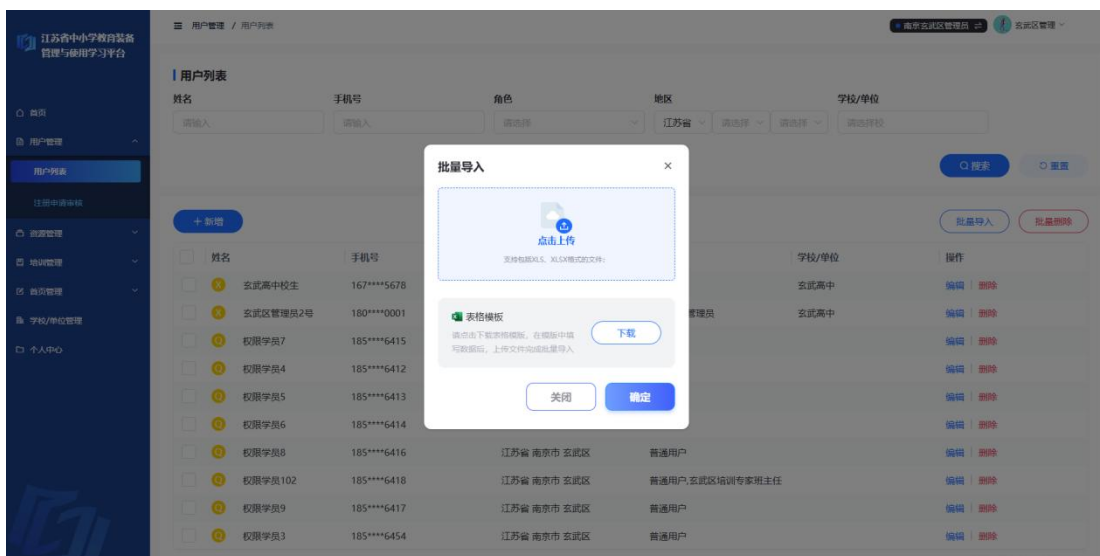 江苏省中小学教育装备
管理与使用学习平台
首页
用户管理
用户列表
注册申请审核
资源管理
培训管理
首页管理
学校/单位管理
个人中心
用户管理 / 用户列表
南京玄武区管理员
玄武区管理
用户列表
姓名 手机号 角色 地区 学校/单位
请输入 请输入 请选择 江苏省 请选择 请选择 请选择校
搜索 重置
+ 新增 批量导入 批量删除
姓名 手机号 学校/单位 操作
玄武高中校生 167****5678 玄武高中 编辑 删除
玄武区管理员2号 180****0001 管理员 玄武高中 编辑 删除
Q 权限学员7 185****6415 编辑 删除
Q 权限学员4 185****6412 编辑 删除
Q 权限学员5 185****6413 编辑 删除
Q 权限学员6 185****6414 编辑 删除
Q 权限学员8 185****6416 江苏省 南京市 玄武区 普通用户 编辑 删除
Q 权限学员102 185****6418 江苏省 南京市 玄武区 普通用户,玄武区培训专家班主任 编辑 删除
Q 权限学员9 185****6417 江苏省 南京市 玄武区 普通用户 编辑 删除
Q 权限学员3 185****6454 江苏省 南京市 玄武区 普通用户 编辑 删除
批量导入
点击上传
支持包括XLS、XLSX格式的文件;
表格模板
请点击下载表格模板，在模版中填
写数据后，上传文件完成批量导入
下载
关闭 确定